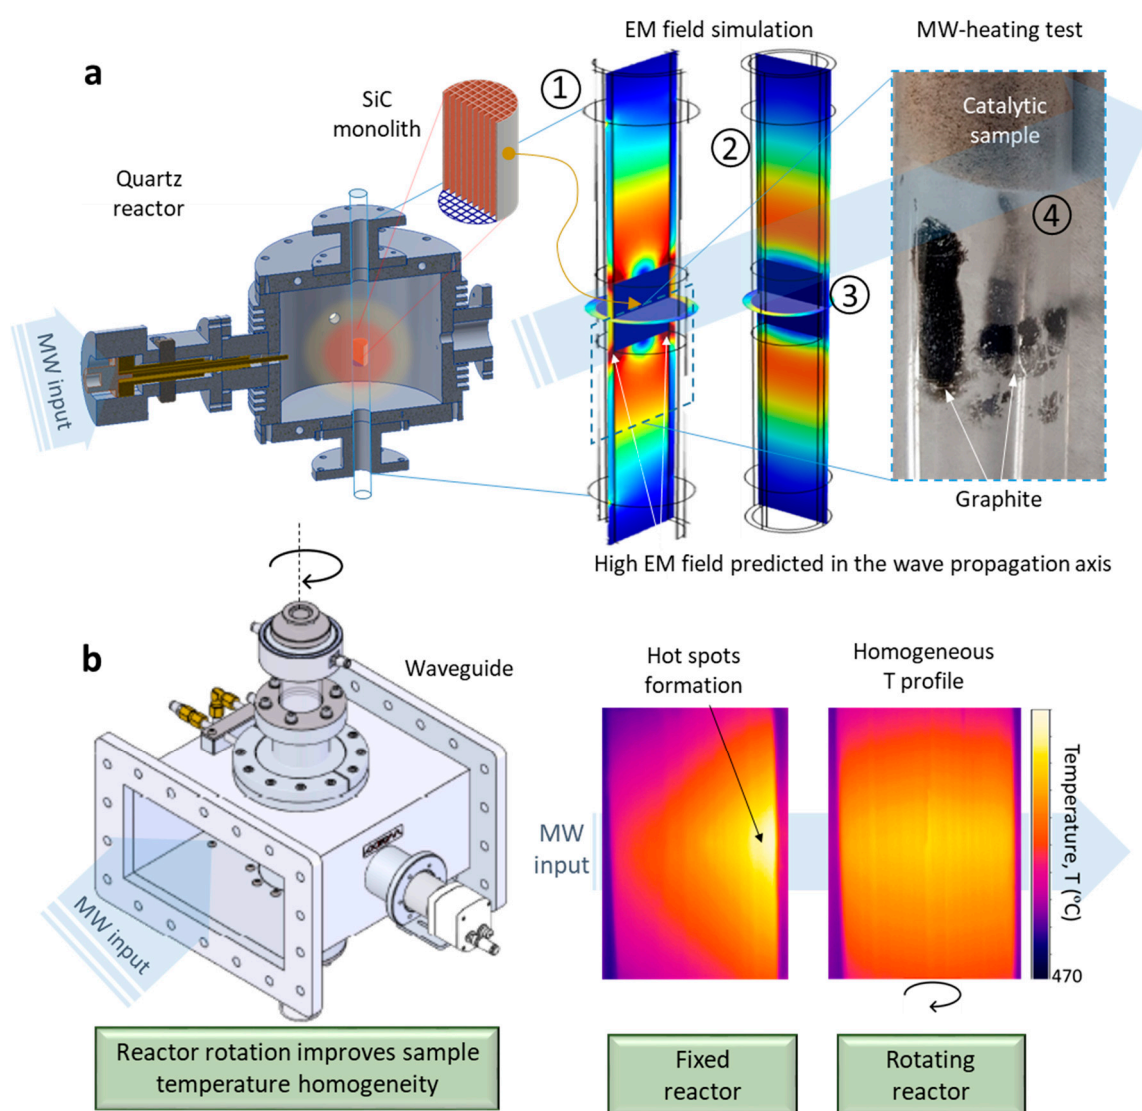 EM field simulation
MW-heating test
a
SiC
monolith
①
Catalytic
sample
②
Quartz
reactor
④
③
MW input
Graphite
High EM field predicted in the wave propagation axis
b
Waveguide
Hot spots
formation
Homogeneous
T profile
MW
input
Temperature, T (°C)
470
MW input
Reactor rotation improves sample
temperature homogeneity
Fixed
reactor
Rotating
reactor